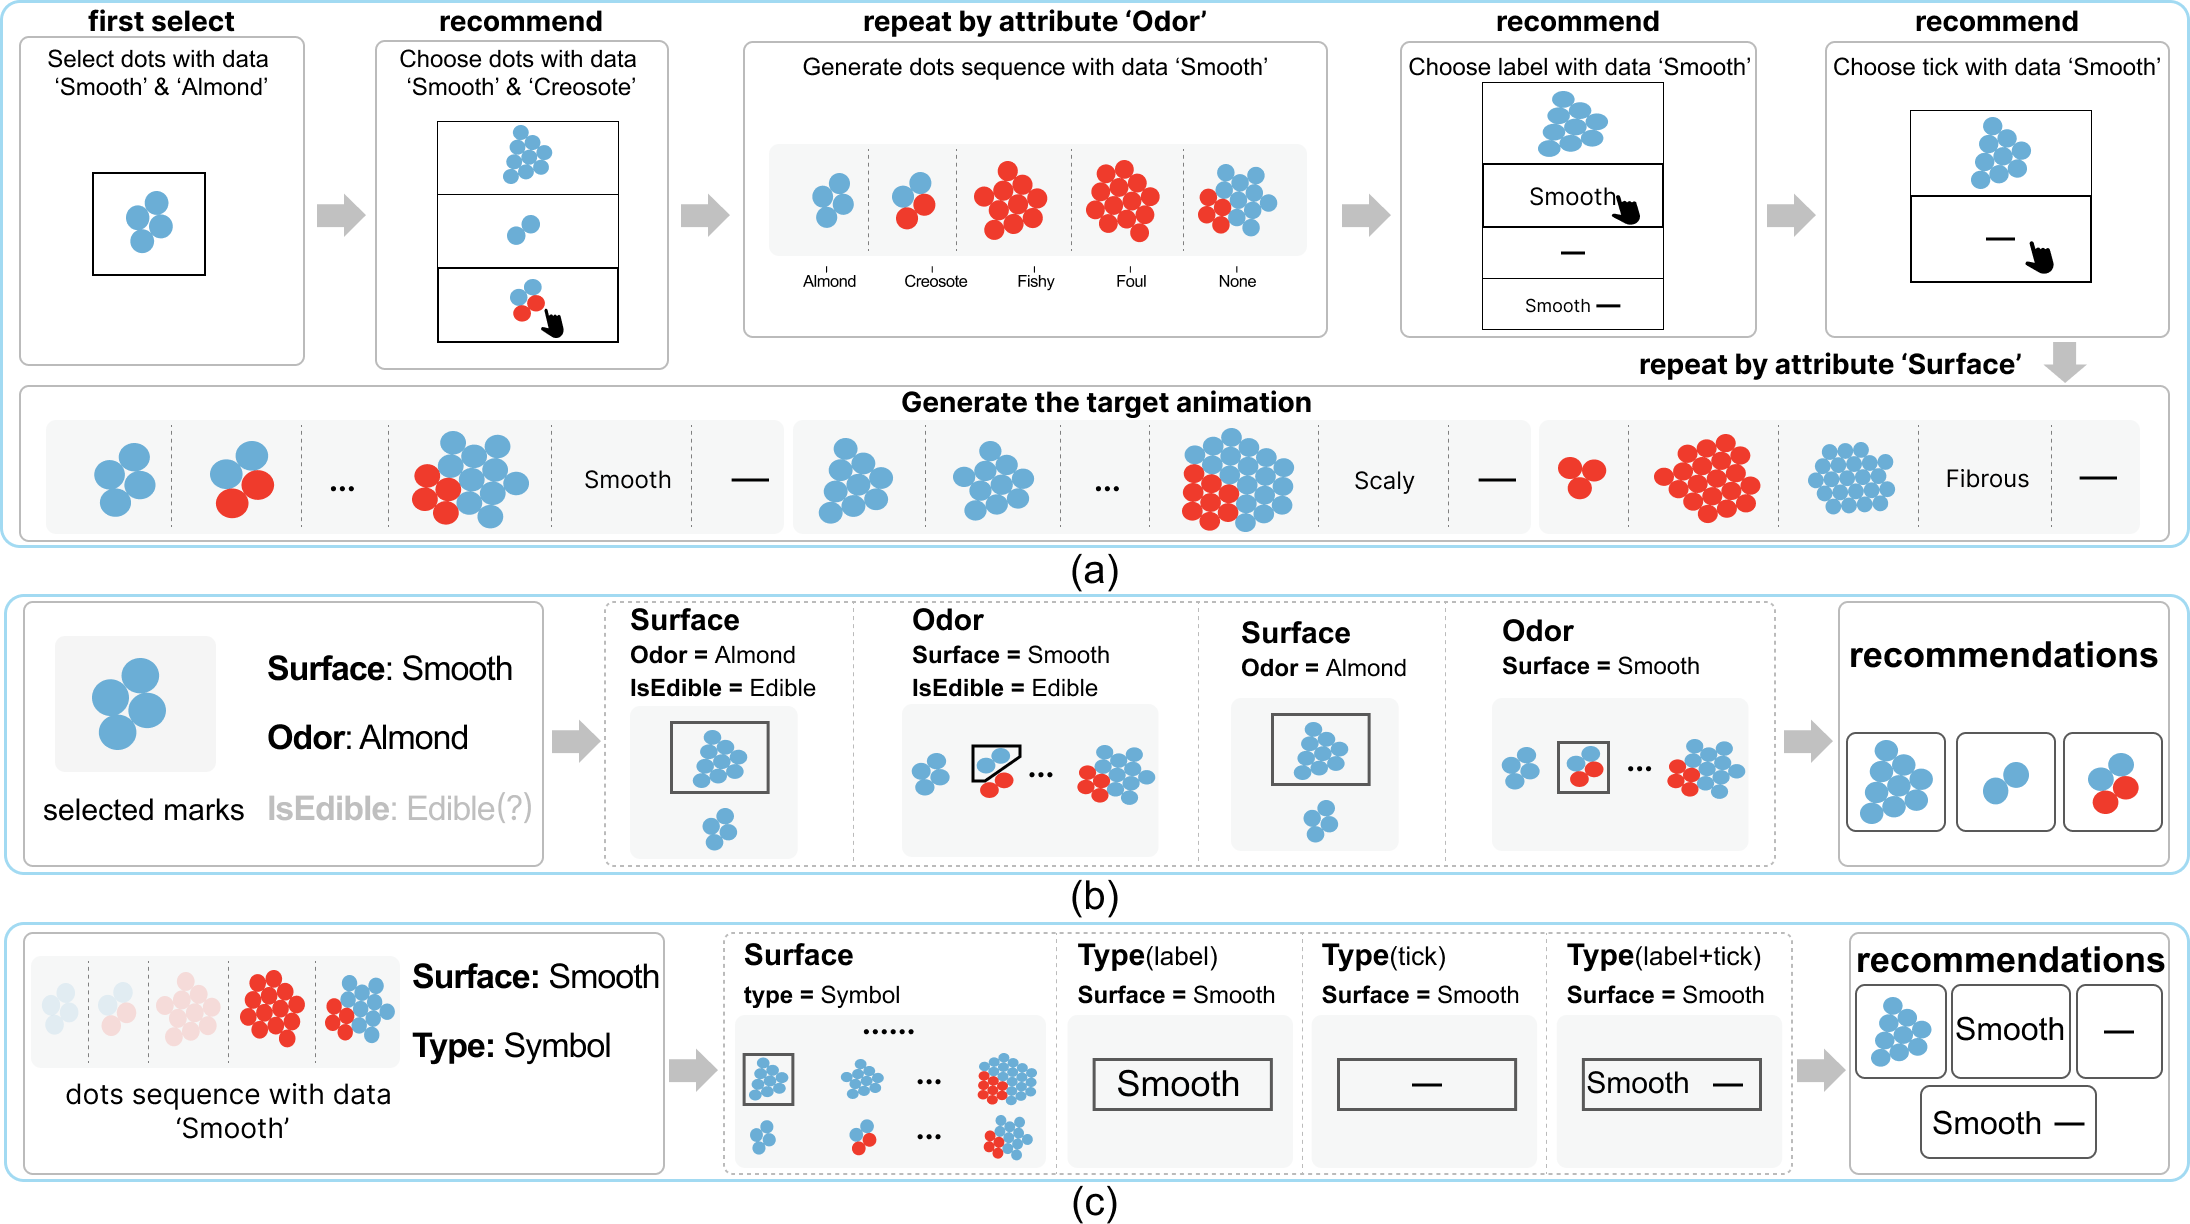 first select
Select dots with data
‘Smooth’ & ‘Almond’
recommend
Choose dots with data
‘Smooth’ & ‘Creosote’
repeat by attribute ‘Odor’
Generate dots sequence with data ‘Smooth’
Almond Creosote Fishy Foul None
recommend
Choose label with data ‘Smooth’
Smooth
Smooth
recommend
Choose tick with data ‘Smooth’
repeat by attribute ‘Surface’
Generate the target animation
... Smooth ... Scaly Fibrous
(a)
Surface: Smooth
Odor: Almond
IsEdible: Edible(?)
selected marks
Surface
Odor = Almond
IsEdible = Edible
Odor
Surface = Smooth
IsEdible = Edible
...
Surface
Odor = Almond
Odor
Surface = Smooth
...
recommendations
(b)
Surface: Smooth
Type: Symbol
dots sequence with data
‘Smooth’
Surface
type = Symbol
......
...
...
Type(label)
Surface = Smooth
Smooth
Type(tick)
Surface = Smooth
Type(label+tick)
Surface = Smooth
Smooth
recommendations
Smooth
Smooth
(c)